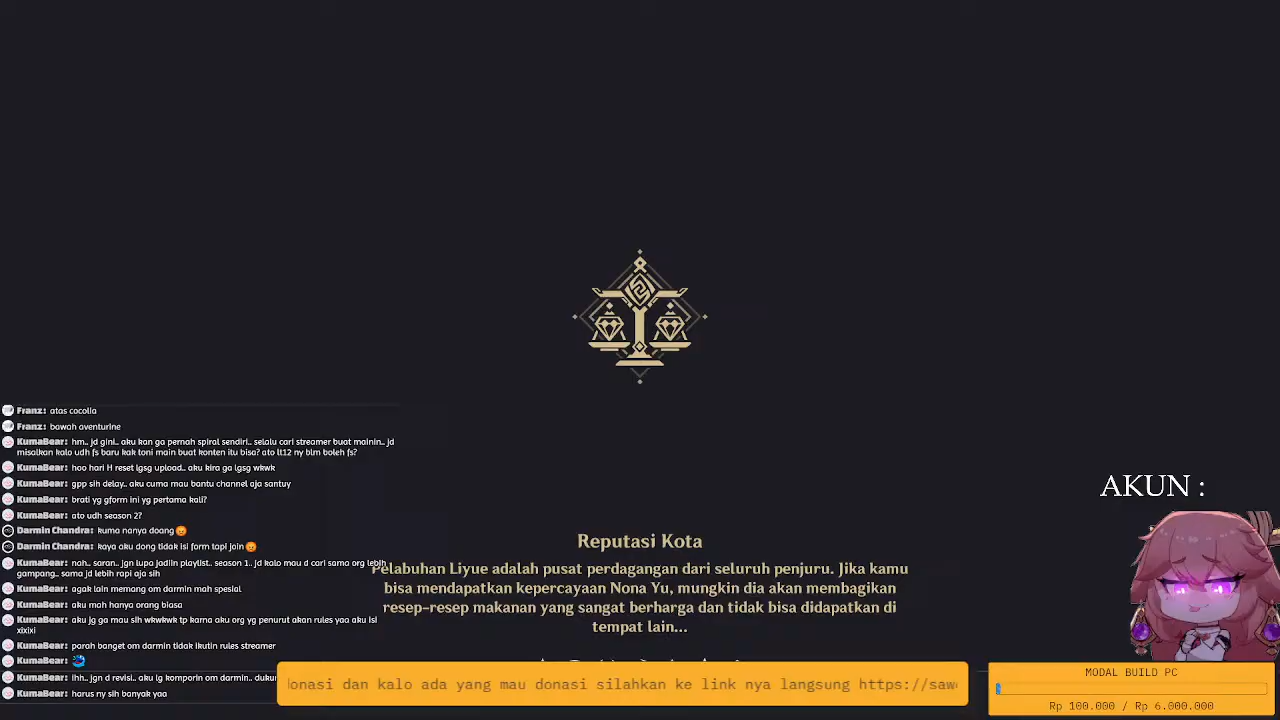 Franz: atas cocolia
Franz: bawah aventurine
KumaBear: hm.. jd gini.. aku kan ga pernah spiral sendiri.. selalu cari streamer buat mainin.. jd
misalkan kalo udh fs baru kak toni main buat konten itu bisa? ato lt12 ny blm boleh fs?
KumaBear: hoo hari H reset lgsg upload.. aku kira ga lgsg wkwk
KumaBear: gpp sih delay.. aku cuma mau bantu channel aja santuy
KumaBear: brati yg gform ini yg pertama kali?
KumaBear: ato udh season 2?
Darmin Chandra: kuma nanya doang
Darmin Chandra: kaya aku dong tidak isi form tapi join
KumaBear: nah.. saran.. jgn lupa jadiin playlist.. season 1.. jd kalo mau d cari sama org lebih
gampang.. sama jd lebih rapi aja sih
KumaBear: agak lain memang om darmin mah spesial
KumaBear: aku mah hanya orang biasa
KumaBear: aku jg ga mau sih wkwkwk tp karna aku org yg penurut akan rules yaa aku isi
xixixi
KumaBear: parah banget om darmin tidak ikutin rules streamer
KumaBear:
KumaBear: ihh.. jgn d revisi.. aku lg komporin om darmin..
KumaBear: harus ny sih banyak yaa
Reputasi Kota
Pelabuhan Liyue adalah pusat perdagangan dari seluruh penjuru. Jika kamu
bisa mendapatkan kepercayaan Nona Yu, mungkin dia akan membagikan
resep-resep makanan yang sangat berharga dan tidak bisa didapatkan di
tempat lain...
donasi dan kalo ada yang mau donasi silahkan ke link nya langsung https://saw
AKUN :
MODAL BUILD PC
Rp 100.000 / Rp 6.000.000